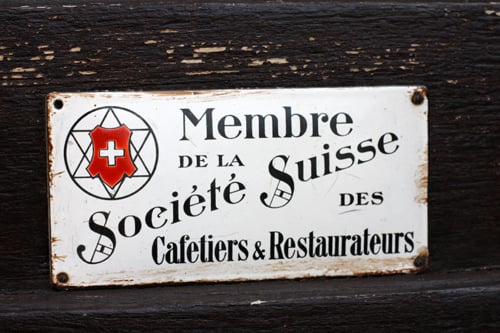 Membre
DE LA
Société Suisse
DES
Cafetiers & Restaurateurs